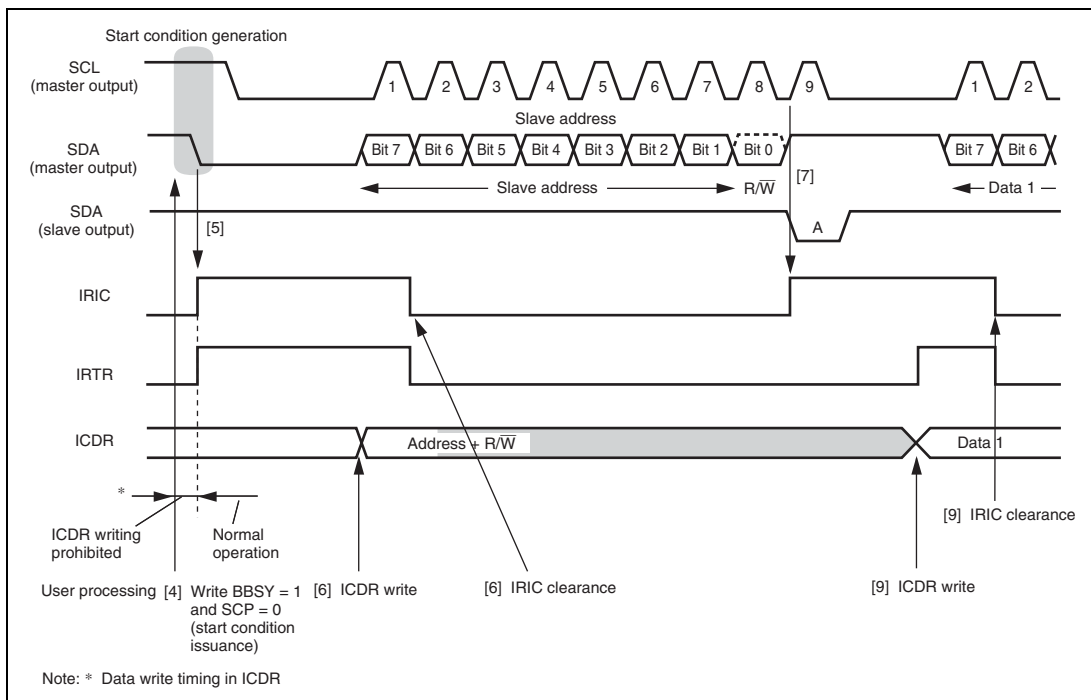 Start condition generation
SCL
(master output)
1 2 3 4 5 6 7 8 9 1 2
Slave address
SDA
(master output)
Bit 7 Bit 6 Bit 5 Bit 4 Bit 3 Bit 2 Bit 1 Bit 0 Bit 7 Bit 6
Slave address R/W̅ [7] Data 1
SDA
(slave output)
[5]
A
IRIC
IRTR
ICDR
Address + R/W̅
Data 1
*
ICDR writing
prohibited
Normal
operation
[9] IRIC clearance
User processing [4] Write BBSY = 1
and SCP = 0
(start condition
issuance)
[6] ICDR write
[6] IRIC clearance
[9] ICDR write
Note: * Data write timing in ICDR